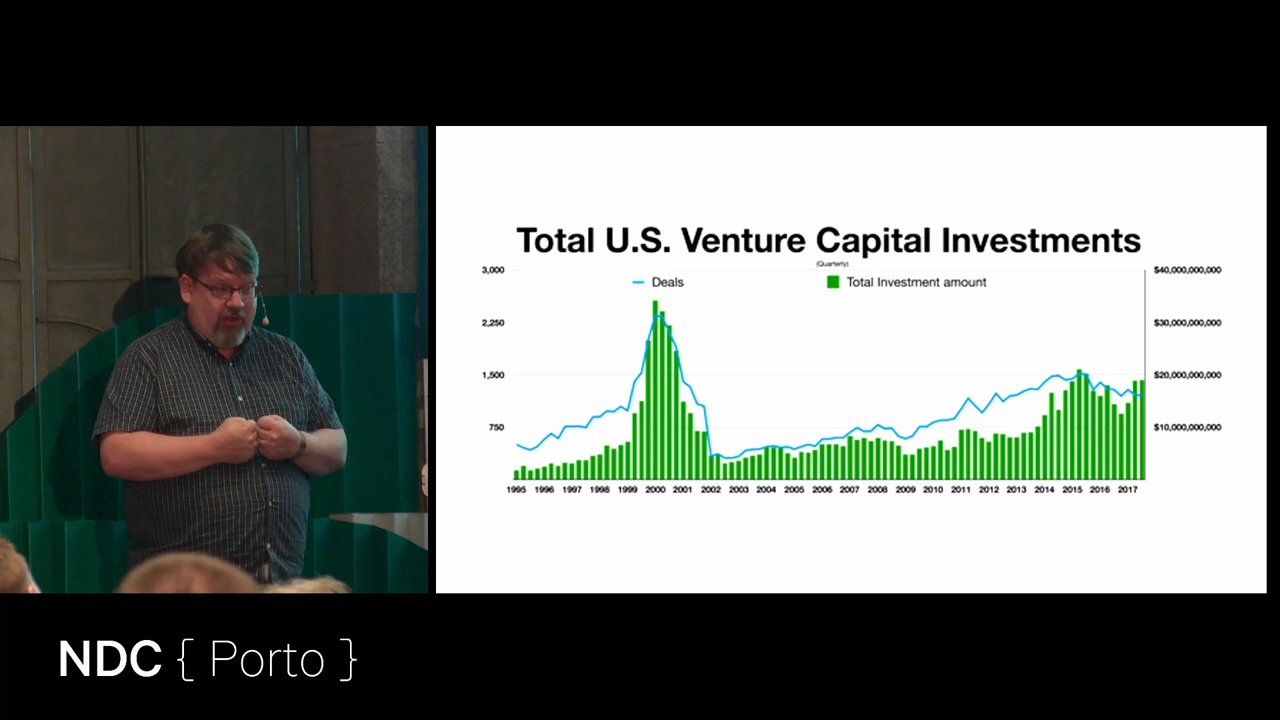 Total U.S. Venture Capital Investments
(Quarterly)
3,000
2,250
1,500
750
Deals
Total Investment amount
$40,000,000,000
$30,000,000,000
$20,000,000,000
$10,000,000,000
1995 1996 1997 1998 1999 2000 2001 2002 2003 2004 2005 2006 2007 2008 2009 2010 2011 2012 2013 2014 2015 2016 2017
NDC { Porto }